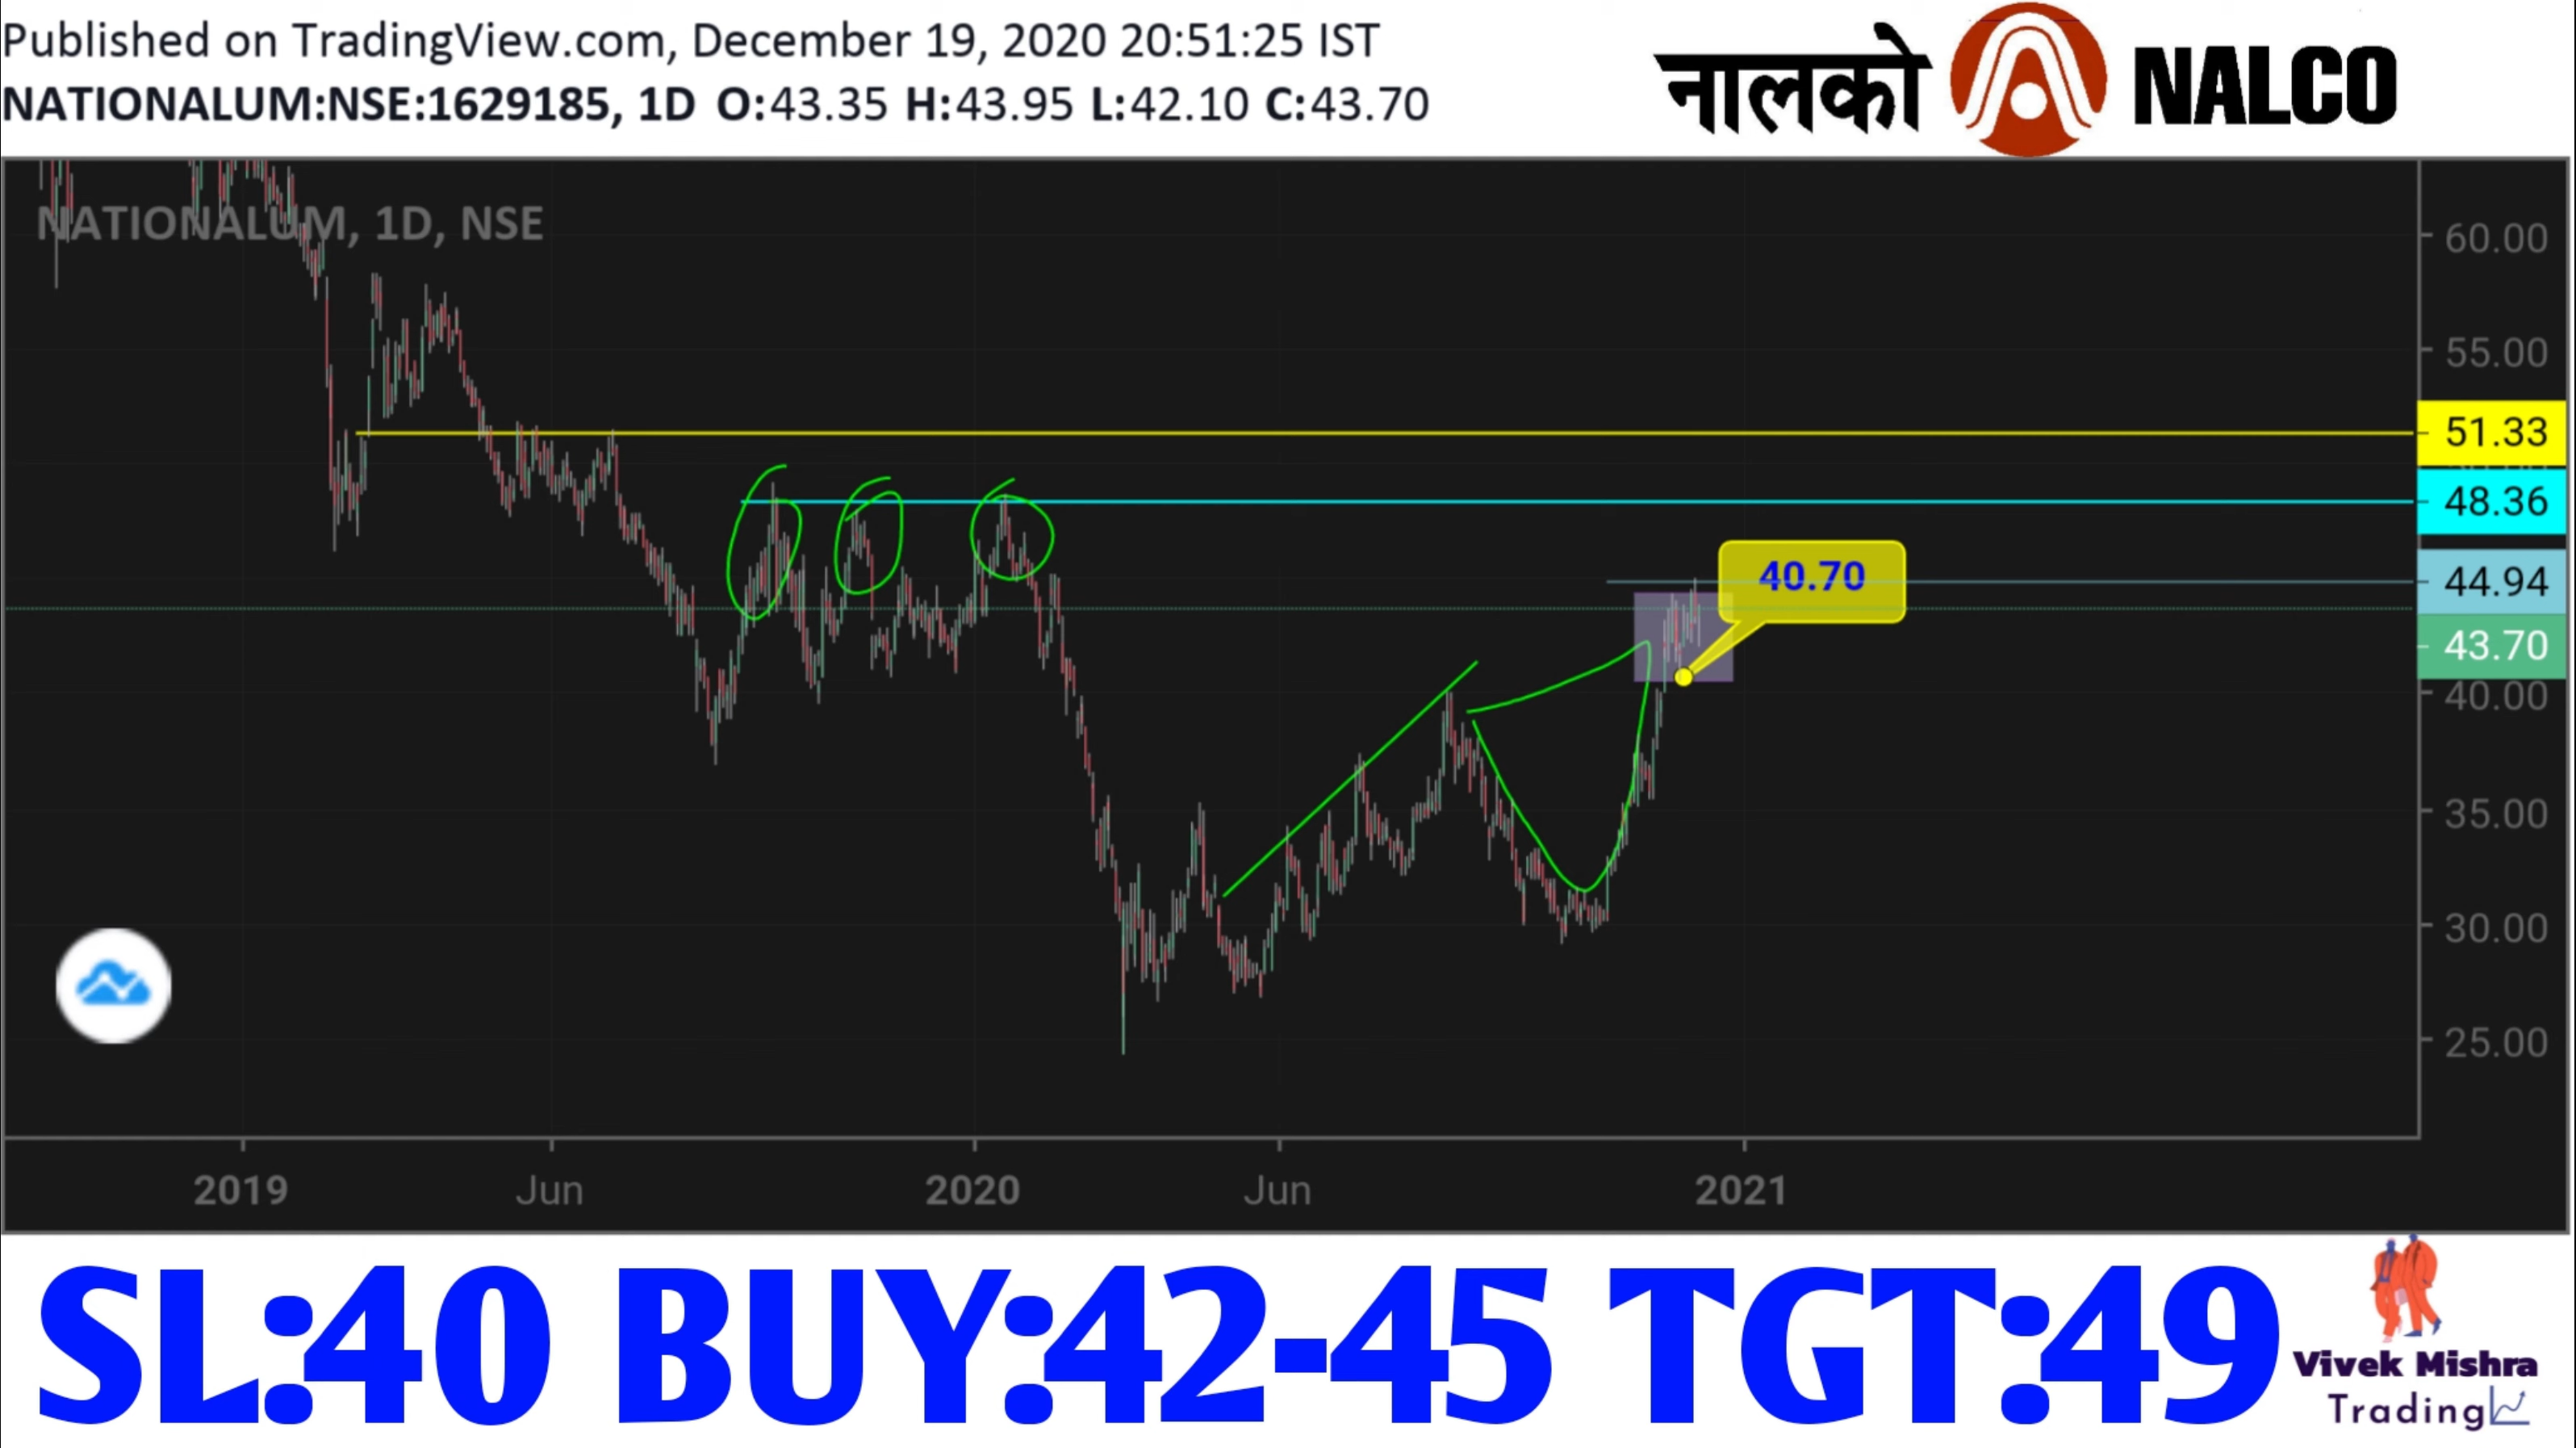 Published on TradingView.com, December 19, 2020 20:51:25 IST
NATIONALUM:NSE:1629185, 1D O:43.35 H:43.95 L:42.10 C:43.70
नालको NALCO
NATIONALUM, 1D, NSE
60.00
55.00
51.33
48.36
40.70
44.94
43.70
40.00
35.00
30.00
25.00
2019 Jun 2020 Jun 2021
SL:40 BUY:42-45 TGT:49
Vivek Mishra
Trading